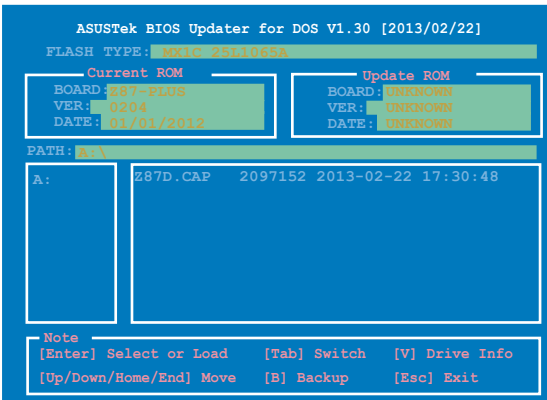 ASUSTek BIOS Updater for DOS V1.30 [2013/02/22]
FLASH TYPE: MX1C 25L1065A
Current ROM
BOARD: Z87-PLUS
VER: 0204
DATE: 01/01/2012
Update ROM
BOARD: UNKNOWN
VER: UNKNOWN
DATE: UNKNOWN
PATH: A:\
A:
Z87D.CAP 2097152 2013-02-22 17:30:48
Note
[Enter] Select or Load [Tab] Switch [V] Drive Info
[Up/Down/Home/End] Move [B] Backup [Esc] Exit